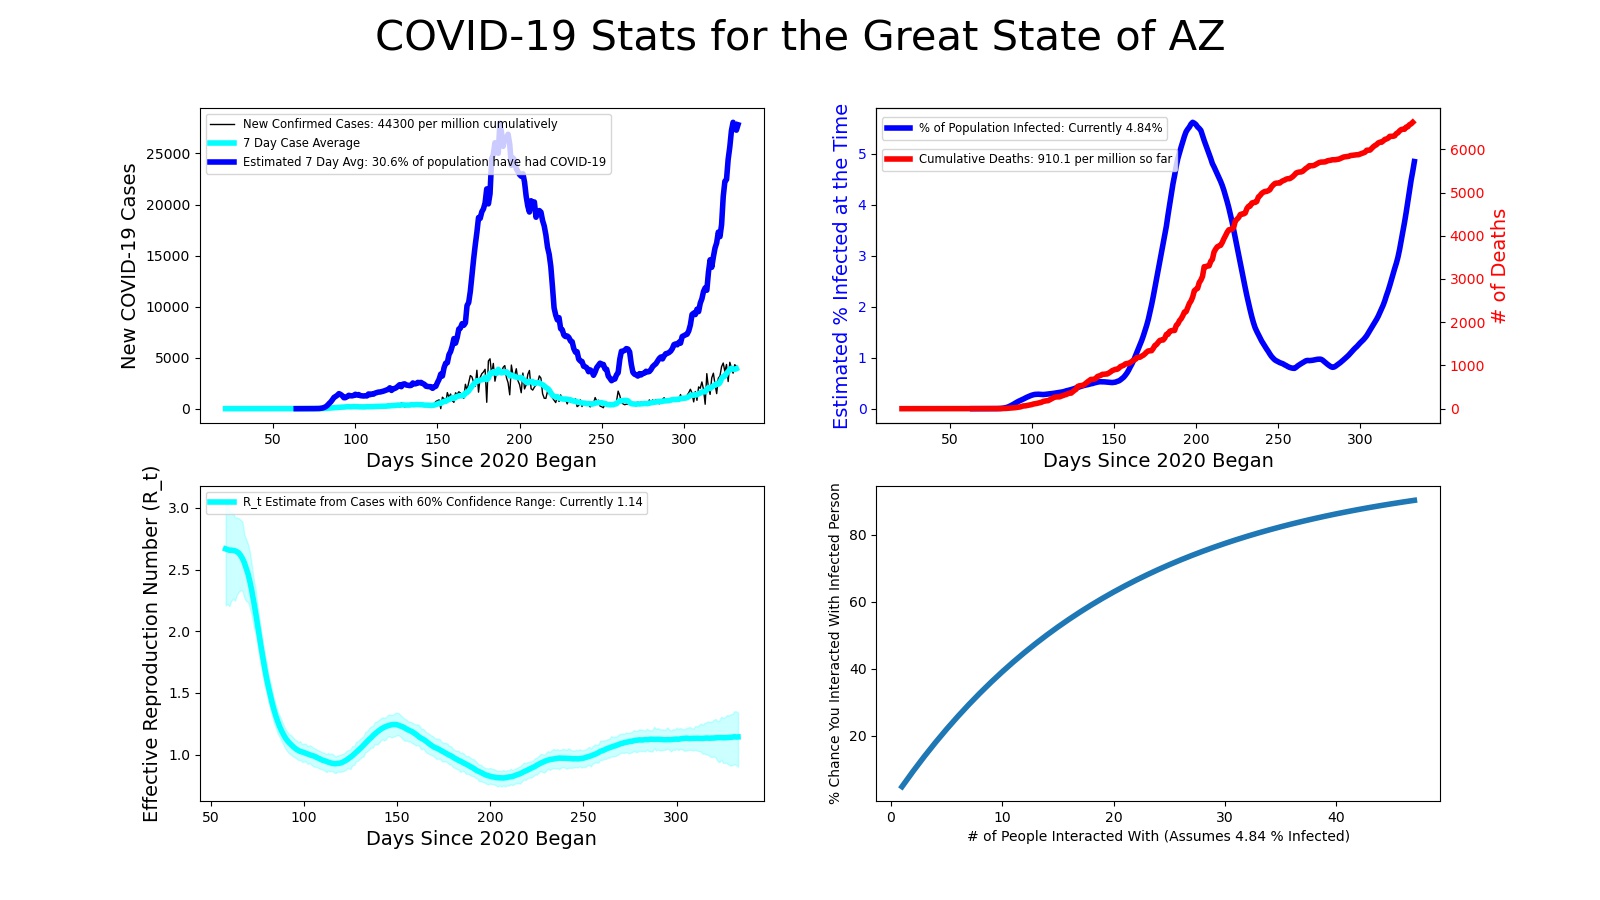 COVID-19 Stats for the Great State of AZ
New COVID-19 Cases
25000
20000
15000
10000
5000
0
New Confirmed Cases: 44300 per million cumulatively
7 Day Case Average
Estimated 7 Day Avg: 30.6% of population have had COVID-19
50 100 150 200 250 300
Days Since 2020 Began
Estimated % Infected at the Time
5
4
3
2
1
0
% of Population Infected: Currently 4.84%
Cumulative Deaths: 910.1 per million so far
6000
5000
4000
3000
2000
1000
0
# of Deaths
50 100 150 200 250 300
Days Since 2020 Began
Effective Reproduction Number (R_t)
3.0
2.5
2.0
1.5
1.0
R_t Estimate from Cases with 60% Confidence Range: Currently 1.14
50 100 150 200 250 300
Days Since 2020 Began
% Chance You Interacted With Infected Person
80
60
40
20
0 10 20 30 40
# of People Interacted With (Assumes 4.84 % Infected)